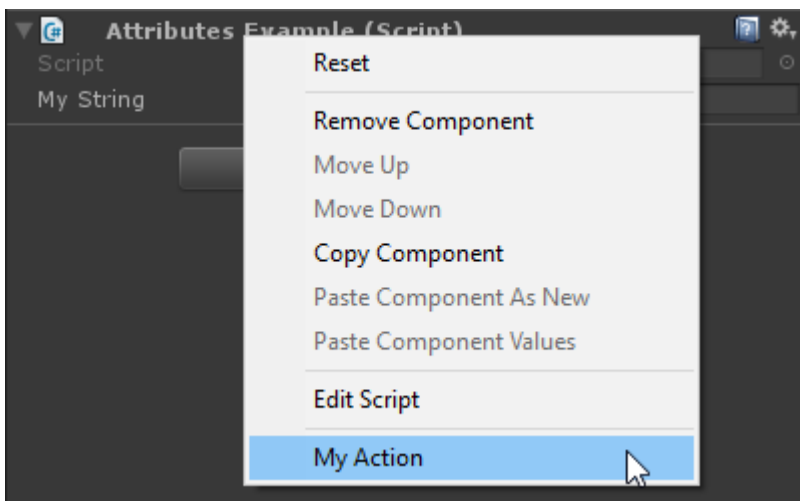 Attributes Example (Script)
Script
My String
Reset
Remove Component
Move Up
Move Down
Copy Component
Paste Component As New
Paste Component Values
Edit Script
My Action